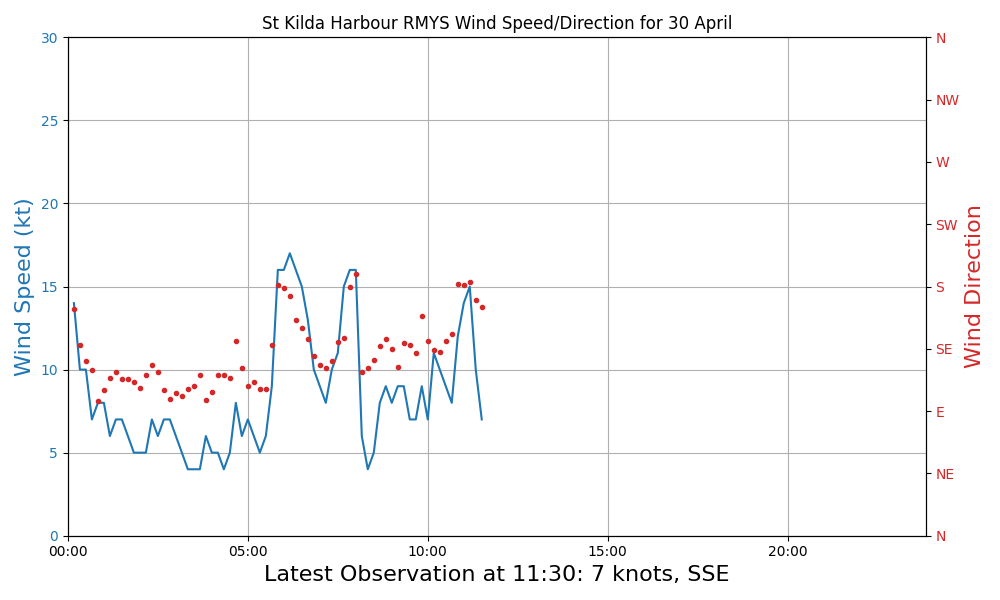 St Kilda Harbour RMYS Wind Speed/Direction for 30 April
30
25
20
15
10
5
0
Wind Speed (kt)
N
NW
W
SW
S
SE
E
NE
N
Wind Direction
00:00 05:00 10:00 15:00 20:00
Latest Observation at 11:30: 7 knots, SSE